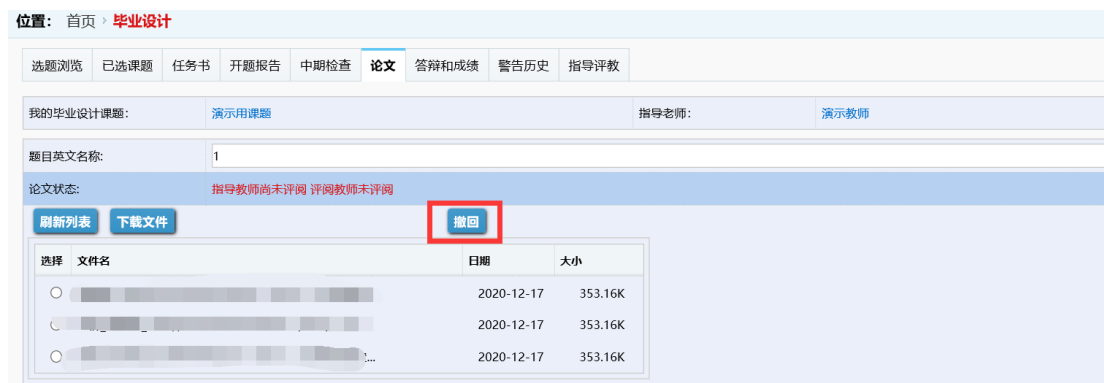 位置： 首页 › 毕业设计
选题浏览 已选课题 任务书 开题报告 中期检查 论文 答辩和成绩 警告历史 指导评教
我的毕业设计课题： 演示用课题 指导老师： 演示教师
题目英文名称: 1
论文状态: 指导教师尚未评阅 评阅教师未评阅
刷新列表 下载文件 撤回
选择 文件名 日期 大小
2020-12-17 353.16K
2020-12-17 353.16K
... 2020-12-17 353.16K